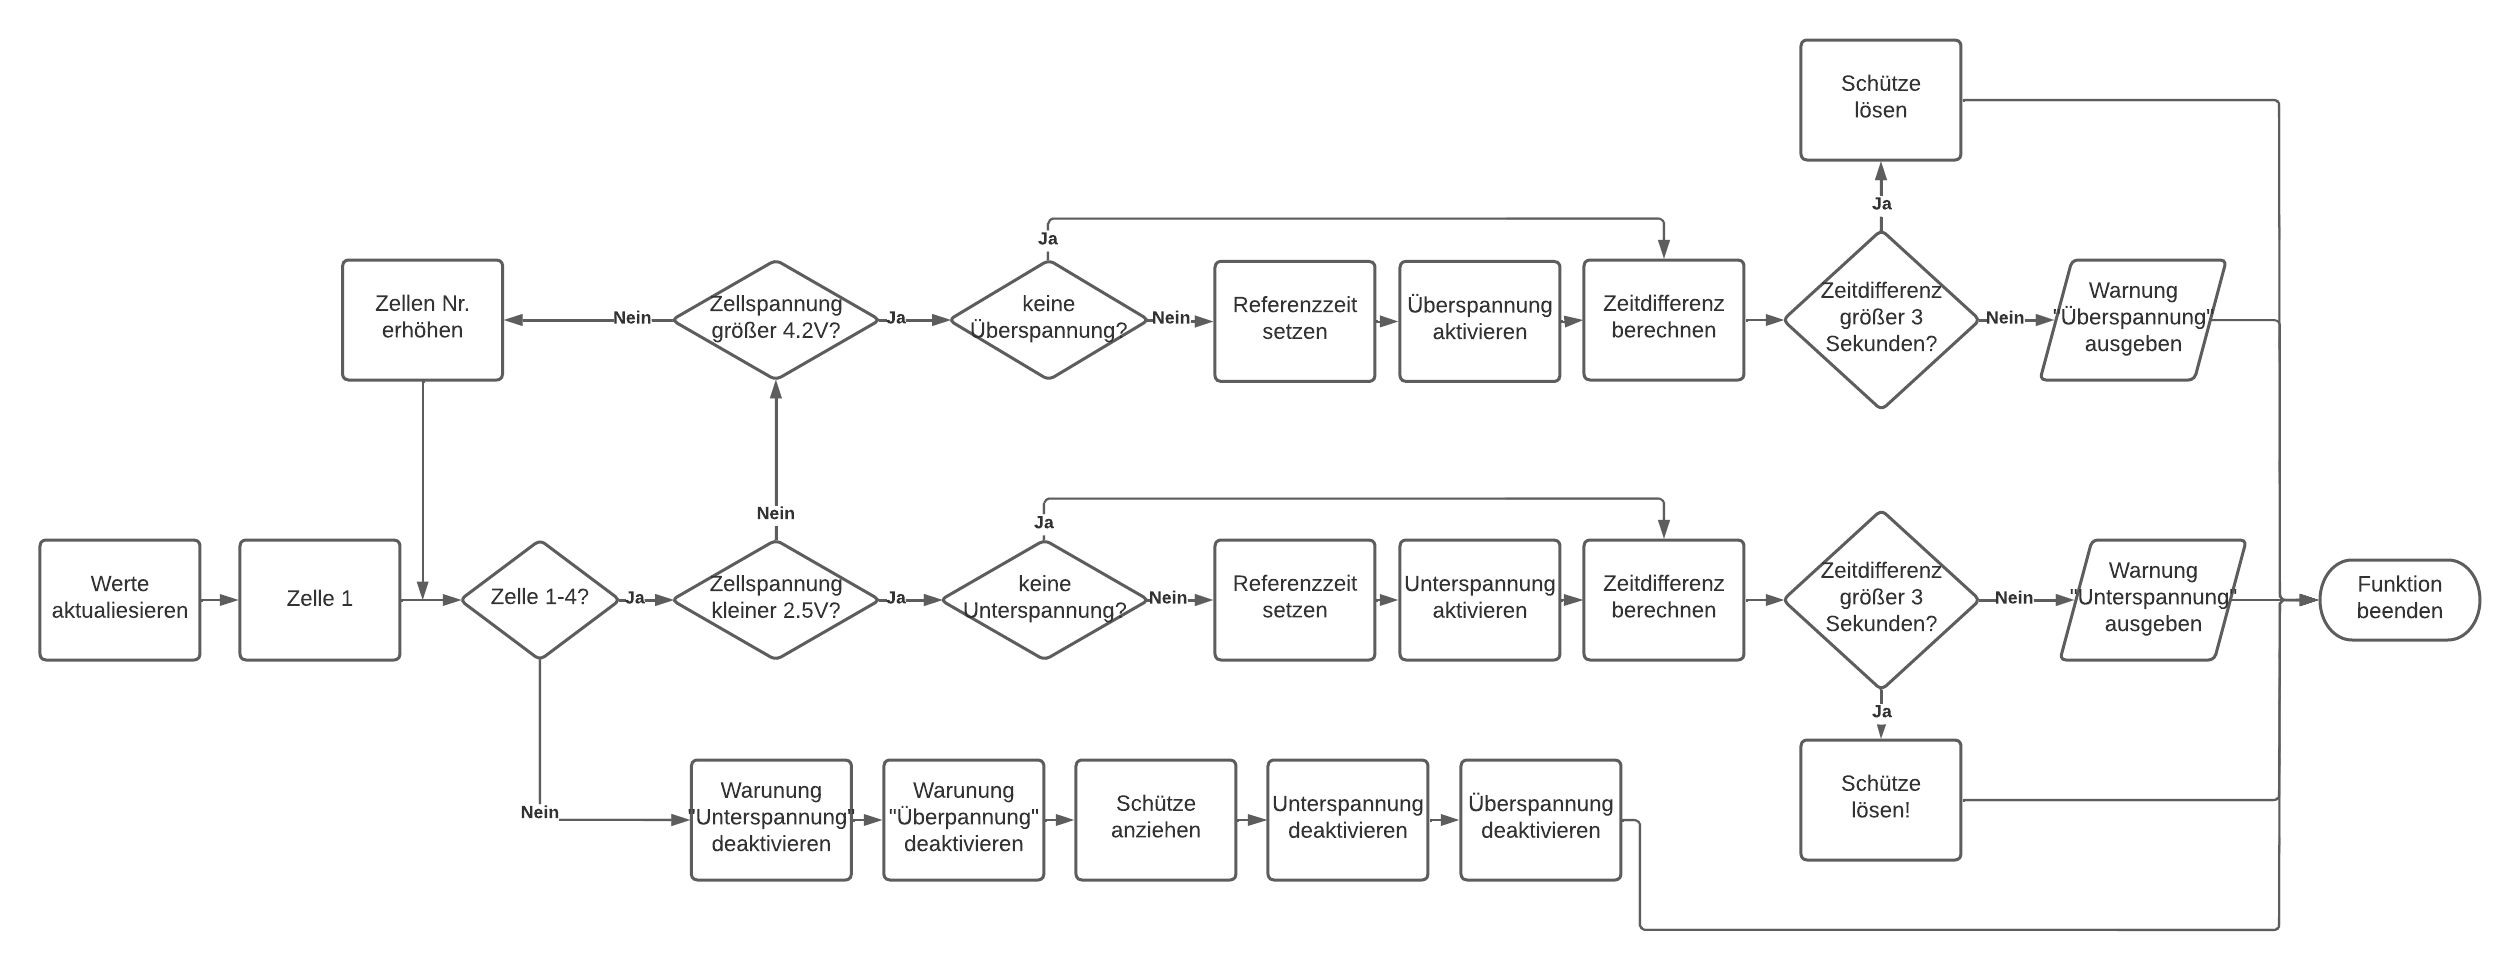 Schütze
lösen
Ja
Ja
Zellen Nr.
erhöhen
Nein
Zellspannung
größer 4.2V?
Ja
keine
Überspannung?
Nein
Referenzzeit
setzen
Überspannung
aktivieren
Zeitdifferenz
berechnen
Zeitdifferenz
größer 3
Sekunden?
Nein
Warnung
"Überspannung"
ausgeben
Nein
Ja
Werte
aktualiesieren
Zelle 1
Zelle 1-4?
Ja
Zellspannung
kleiner 2.5V?
Ja
keine
Unterspannung?
Nein
Referenzzeit
setzen
Unterspannung
aktivieren
Zeitdifferenz
berechnen
Zeitdifferenz
größer 3
Sekunden?
Nein
Warnung
"Unterspannung"
ausgeben
Funktion
beenden
Ja
Nein
Warunung
"Unterspannung"
deaktivieren
Warunung
"Überpannung"
deaktivieren
Schütze
anziehen
Unterspannung
deaktivieren
Überspannung
deaktivieren
Schütze
lösen!